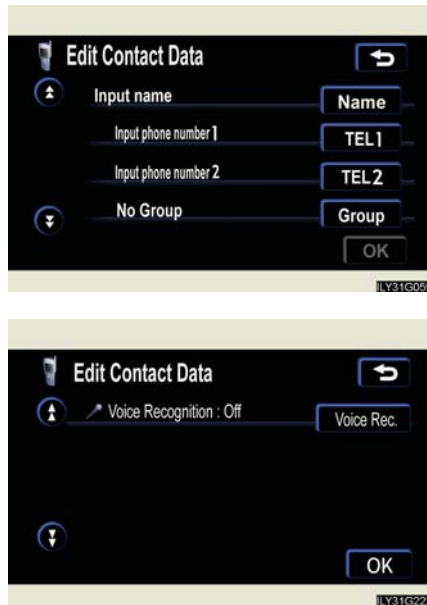 Edit Contact Data
Input name Name
Input phone number 1 TEL1
Input phone number 2 TEL2
No Group Group
OK
ILY31G05
Edit Contact Data
Voice Recognition : Off Voice Rec.
OK
ILY31G22